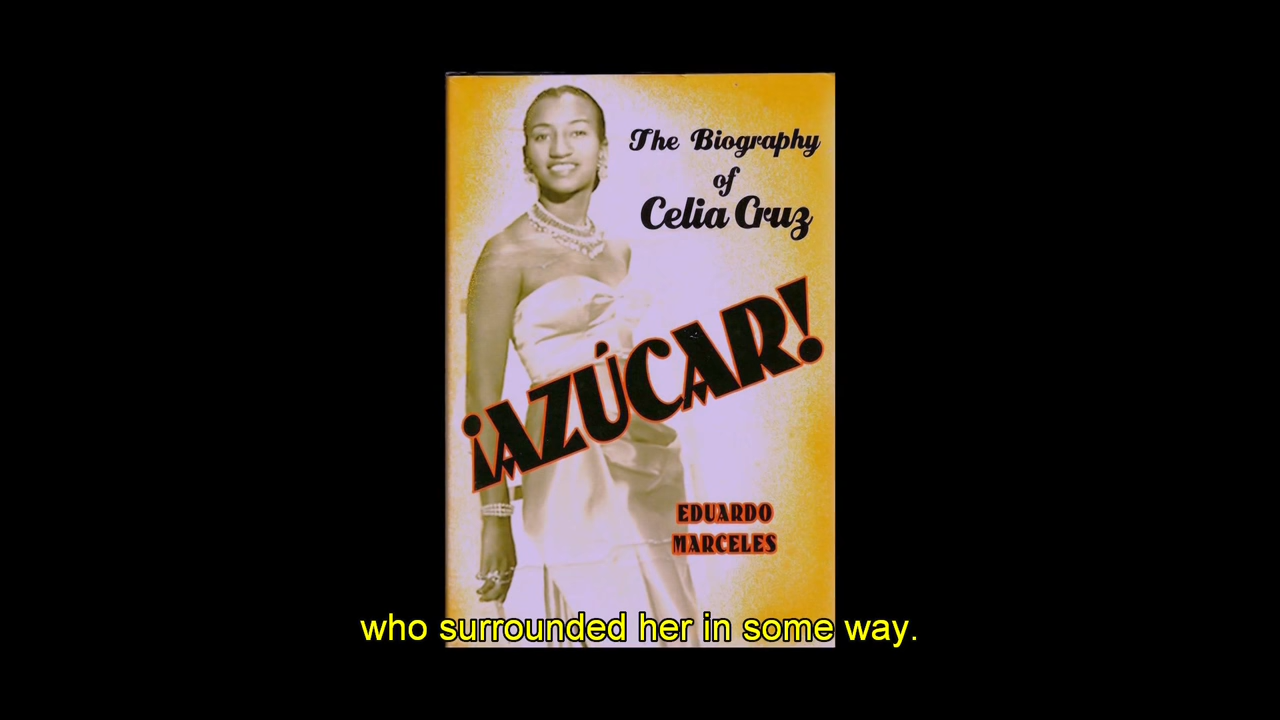 The Biography
of
Celia Cruz
¡AZÚCAR!
EDUARDO
MARCELES
who surrounded her in some way.